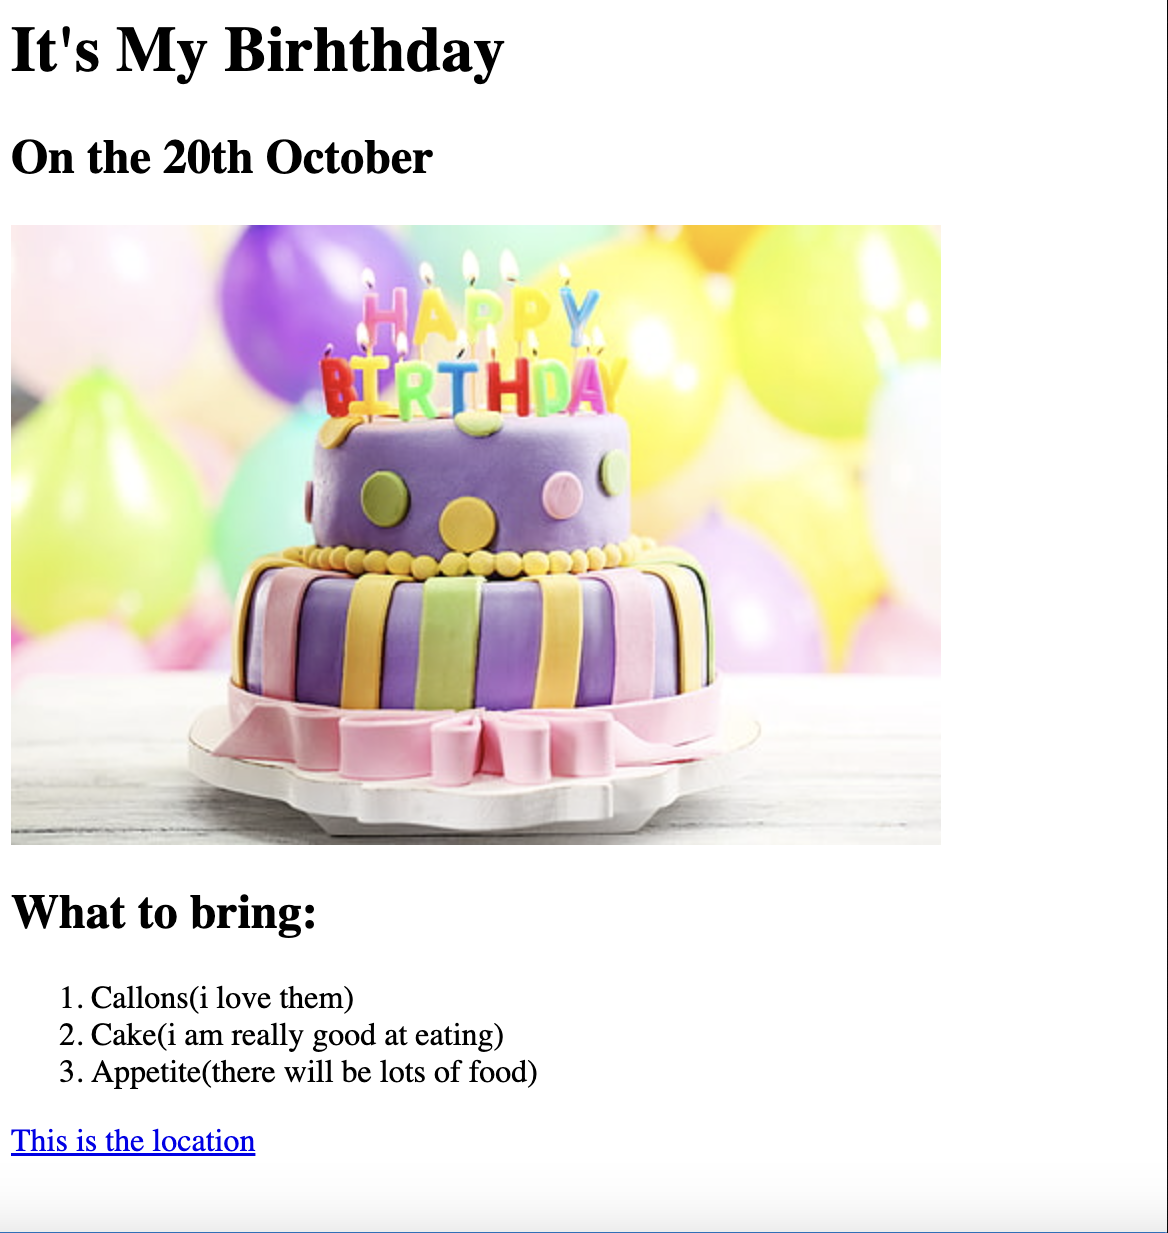 It's My Birhthday
On the 20th October
HAPPY
BIRTHDAY
What to bring:
1. Callons(i love them)
2. Cake(i am really good at eating)
3. Appetite(there will be lots of food)
This is the location